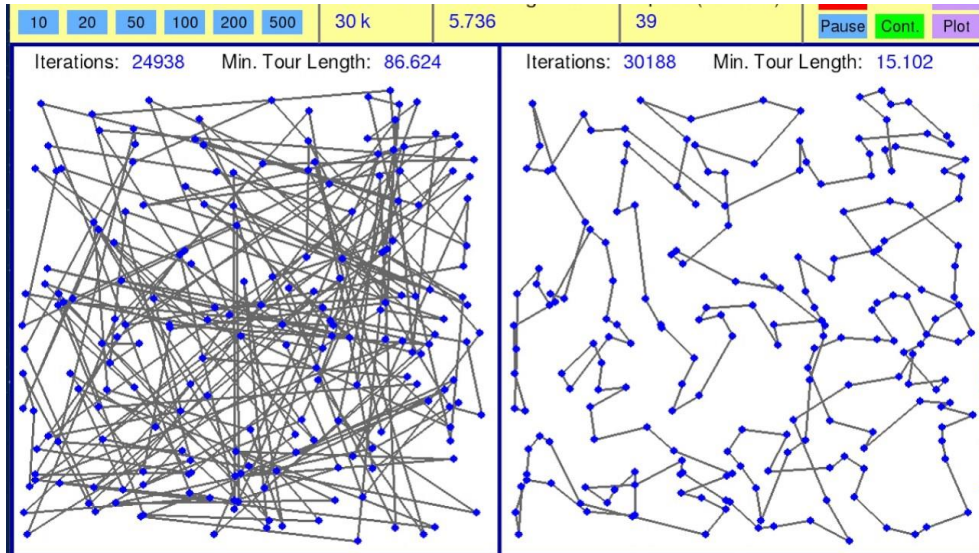 10 20 50 100 200 500 30 k 5.736 39 Pause Cont. Plot
Iterations: 24938 Min. Tour Length: 86.624
Iterations: 30188 Min. Tour Length: 15.102